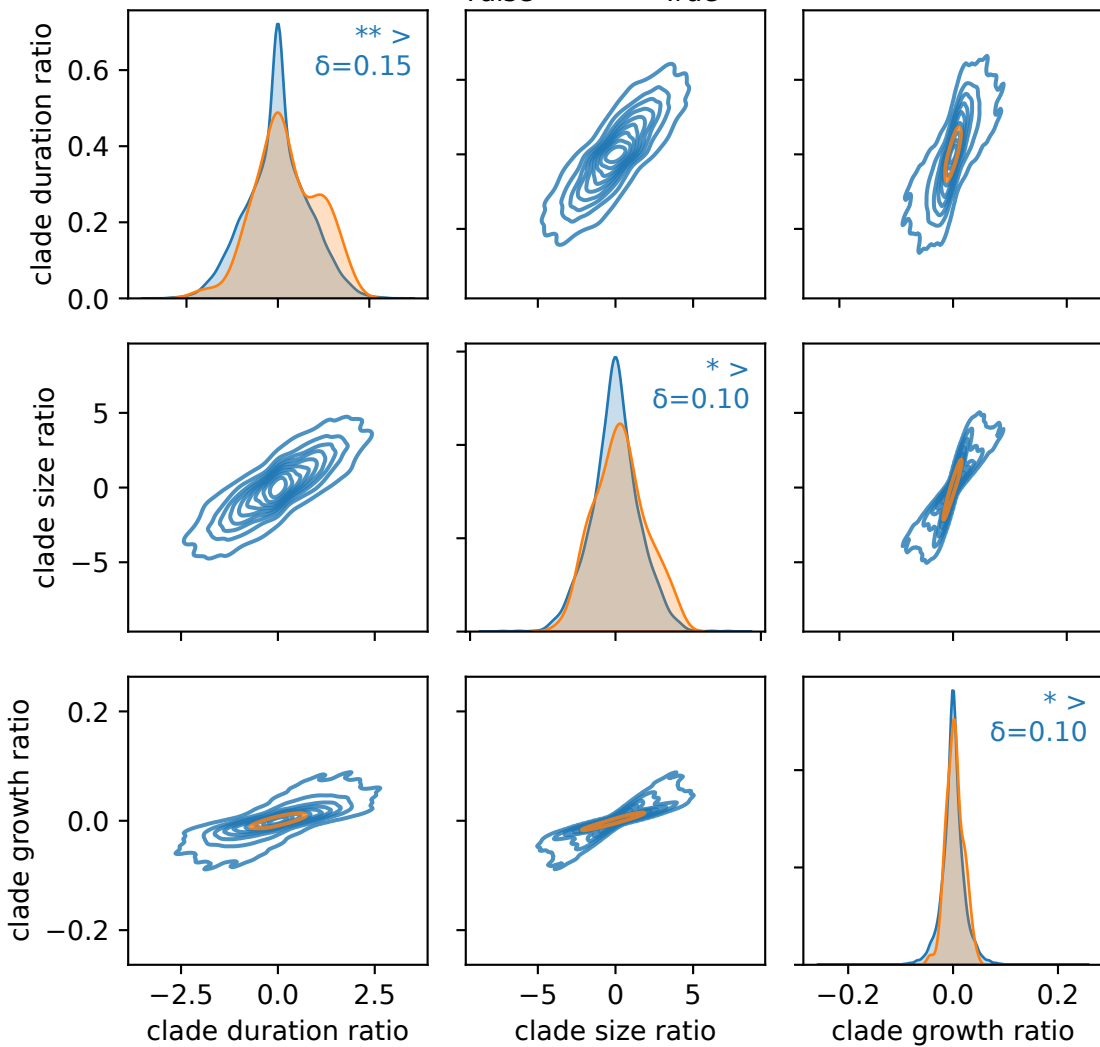 clade duration ratio
0.6
0.4
0.2
0.0
** >
δ=0.15
clade size ratio
5
0
−5
* >
δ=0.10
clade growth ratio
0.2
0.0
−0.2
* >
δ=0.10
−2.5 0.0 2.5
−5 0 5
−0.2 0.0 0.2
clade duration ratio
clade size ratio
clade growth ratio